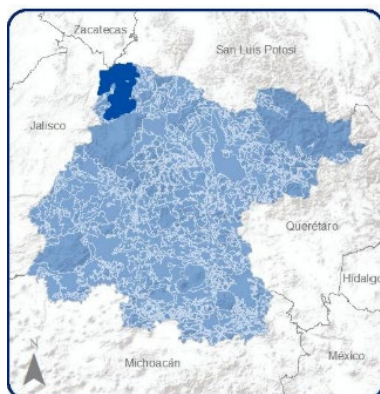 Zacatecas
San Luis Potosí
Jalisco
Querétaro
Hidalgo
N
México
Michoacán